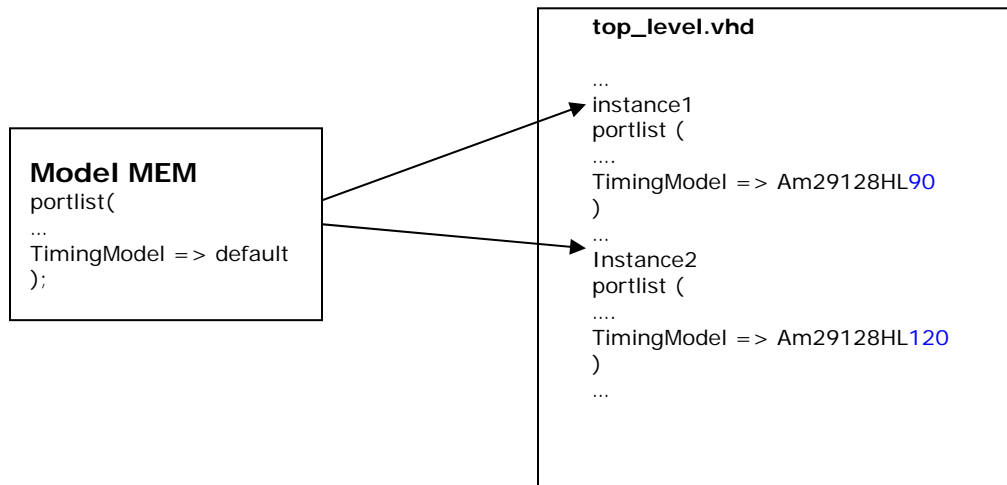 Model MEM
portlist(
...
TimingModel => default
);
top_level.vhd
...
instance1
portlist (
....
TimingModel => Am29128HL90
)
...
Instance2
portlist (
....
TimingModel => Am29128HL120
)
...